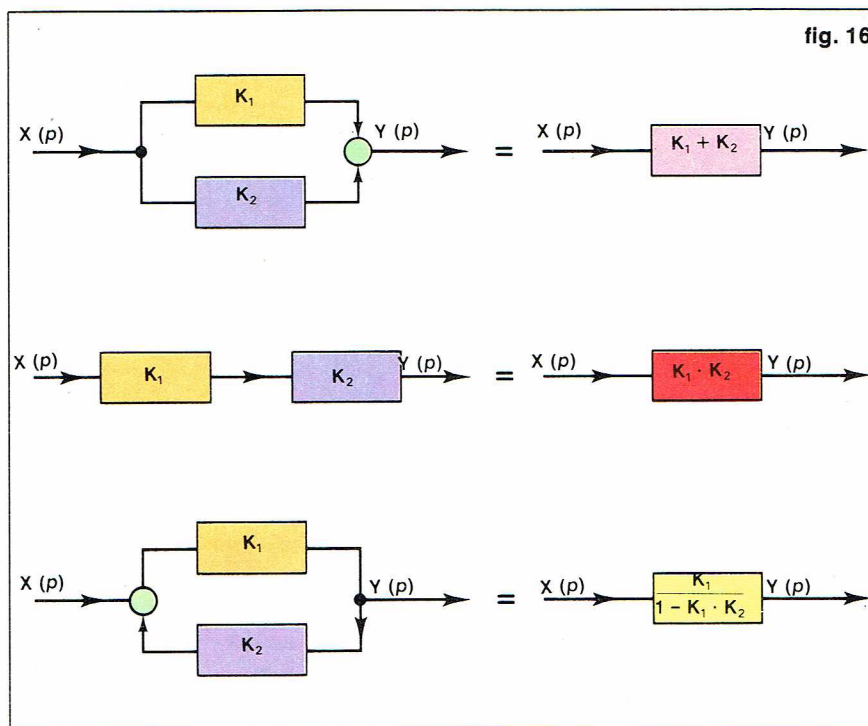 fig. 16
K₁
X (p)
Y (p)
K₂
=
X (p)
K₁ + K₂
Y (p)
X (p)
K₁
K₂
Y (p)
=
X (p)
K₁ · K₂
Y (p)
K₁
X (p)
Y (p)
K₂
=
X (p)
K₁
1 − K₁ · K₂
Y (p)